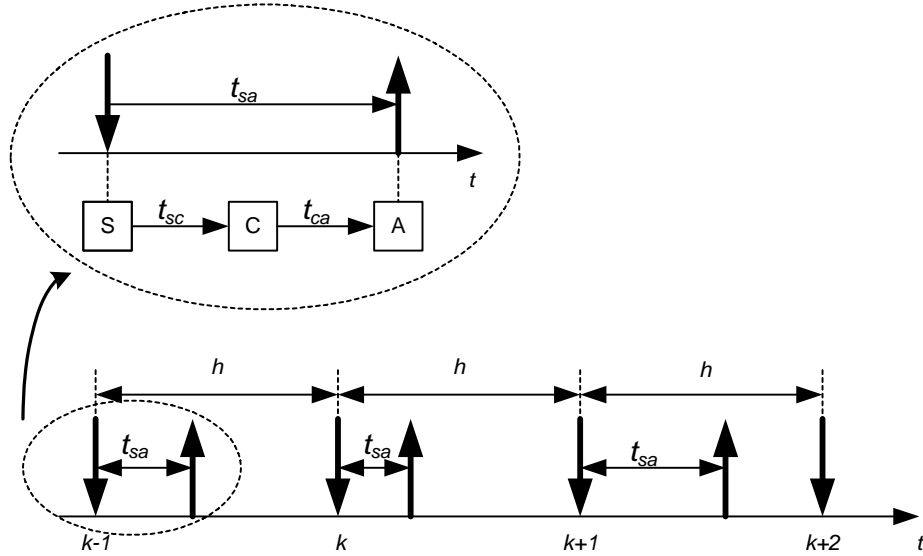 t_sa
t
S t_sc C t_ca A
h h h
t_sa t_sa t_sa
k-1 k k+1 k+2 t